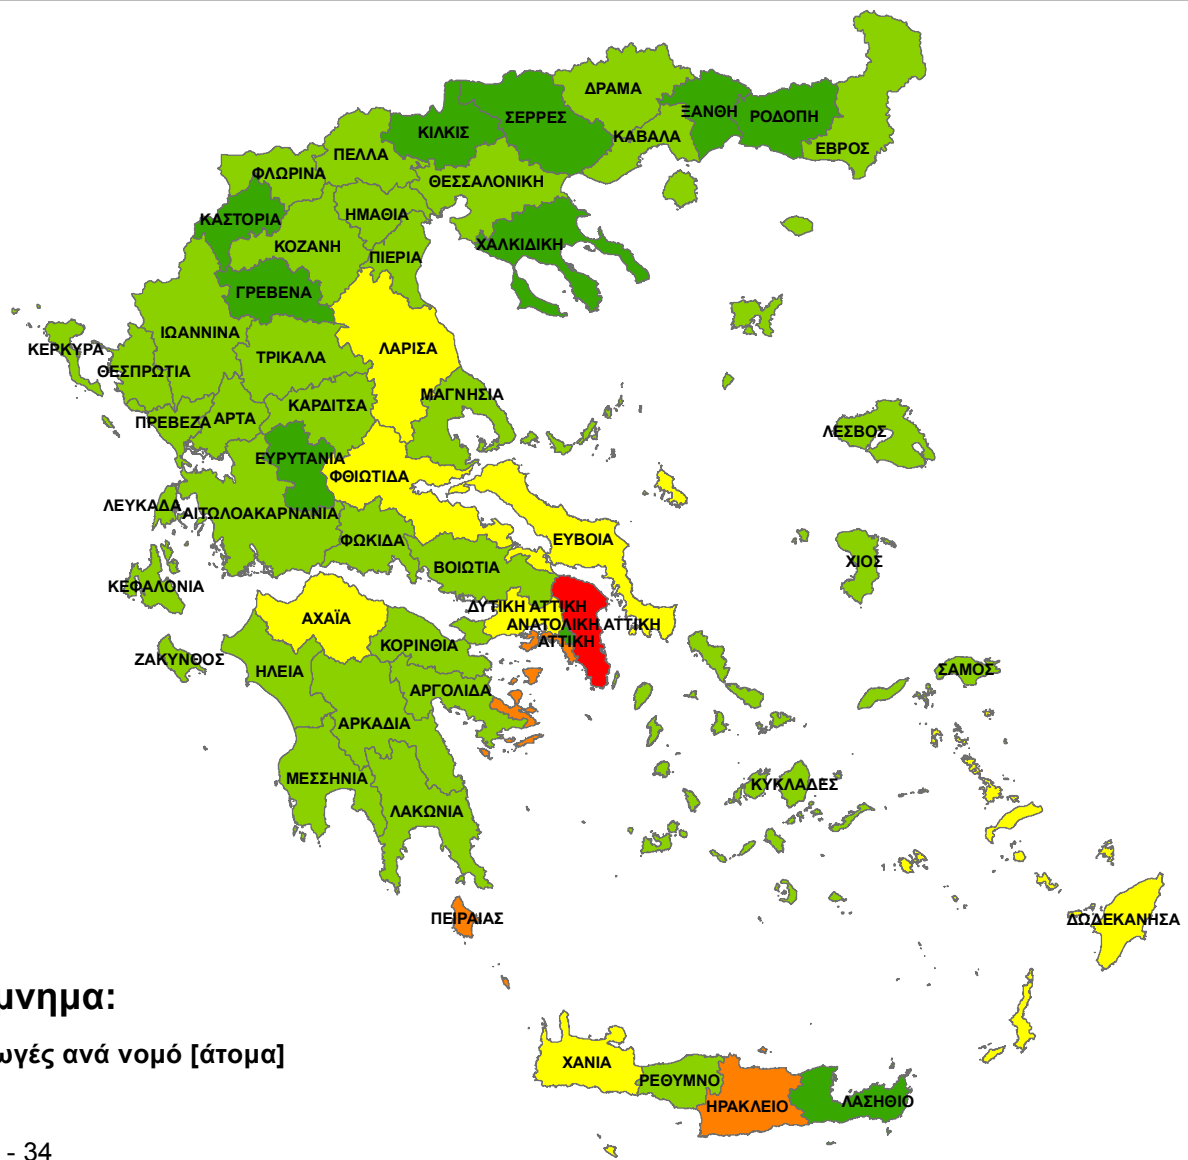 ΔΡΑΜΑ
ΞΑΝΘΗ
ΡΟΔΟΠΗ
ΣΕΡΡΕΣ
ΚΙΛΚΙΣ
ΚΑΒΑΛΑ
ΕΒΡΟΣ
ΠΕΛΛΑ
ΦΛΩΡΙΝΑ
ΘΕΣΣΑΛΟΝΙΚΗ
ΚΑΣΤΟΡΙΑ
ΗΜΑΘΙΑ
ΚΟΖΑΝΗ
ΧΑΛΚΙΔΙΚΗ
ΠΙΕΡΙΑ
ΓΡΕΒΕΝΑ
ΙΩΑΝΝΙΝΑ
ΚΕΡΚΥΡΑ
ΛΑΡΙΣΑ
ΤΡΙΚΑΛΑ
ΘΕΣΠΡΩΤΙΑ
ΜΑΓΝΗΣΙΑ
ΚΑΡΔΙΤΣΑ
ΠΡΕΒΕΖΑ
ΑΡΤΑ
ΛΕΣΒΟΣ
ΕΥΡΥΤΑΝΙΑ
ΦΘΙΩΤΙΔΑ
ΛΕΥΚΑΔΑ
ΑΙΤΩΛΟΑΚΑΡΝΑΝΙΑ
ΦΩΚΙΔΑ
ΕΥΒΟΙΑ
ΧΙΟΣ
ΒΟΙΩΤΙΑ
ΚΕΦΑΛΟΝΙΑ
ΔΥΤΙΚΗ ΑΤΤΙΚΗ
ΑΧΑΪΑ
ΑΝΑΤΟΛΙΚΗ ΑΤΤΙΚΗ
ΑΤΤΙΚΗ
ΚΟΡΙΝΘΙΑ
ΖΑΚΥΝΘΟΣ
ΗΛΕΙΑ
ΣΑΜΟΣ
ΑΡΓΟΛΙΔΑ
ΑΡΚΑΔΙΑ
ΜΕΣΣΗΝΙΑ
ΚΥΚΛΑΔΕΣ
ΛΑΚΩΝΙΑ
ΠΕΙΡΑΙΑΣ
ΔΩΔΕΚΑΝΗΣΑ
μνημα:
ωγές ανά νομό [άτομα]
ΧΑΝΙΑ
ΡΕΘΥΜΝΟ
ΗΡΑΚΛΕΙΟ
ΛΑΣΗΘΙΟ
- 34